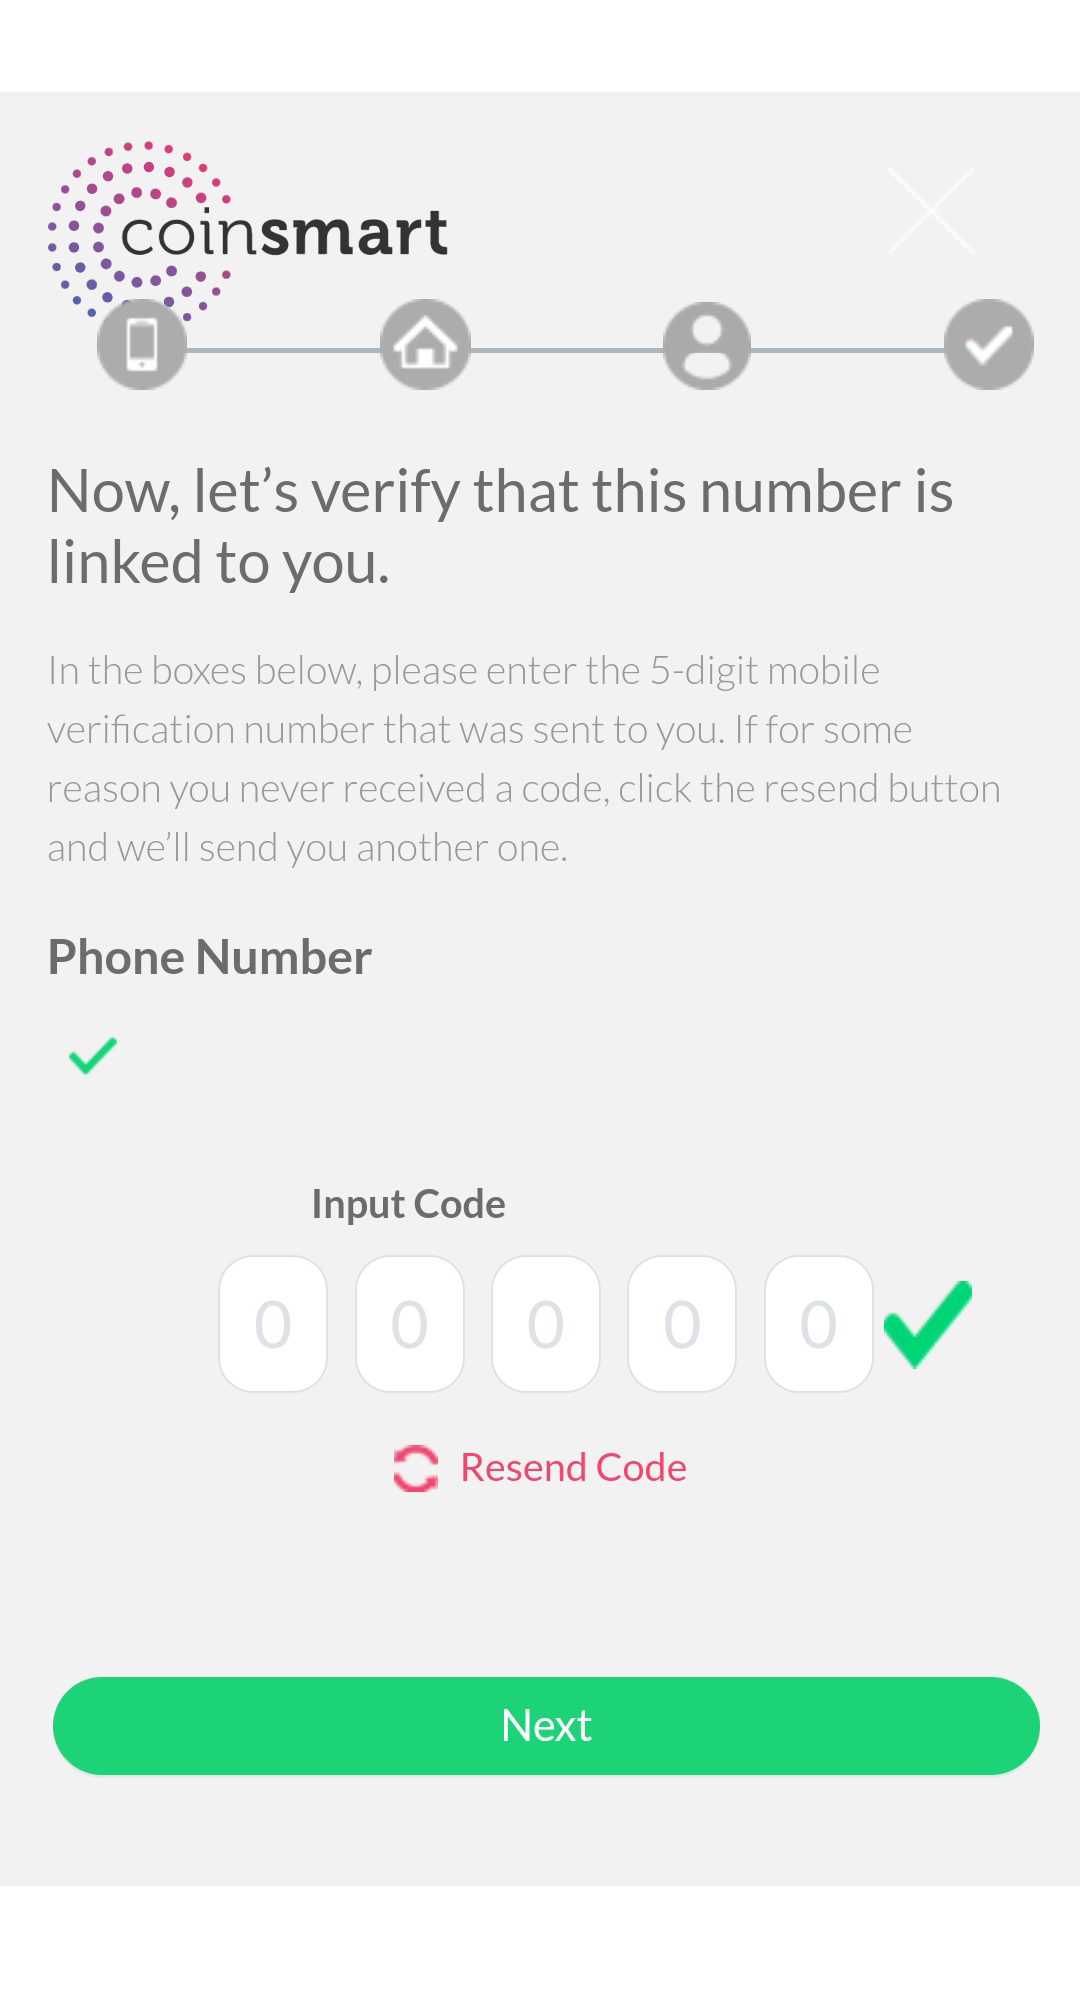 coinsmart
Now, let’s verify that this number is
linked to you.
In the boxes below, please enter the 5-digit mobile
verification number that was sent to you. If for some
reason you never received a code, click the resend button
and we’ll send you another one.
Phone Number
Input Code
0 0 0 0 0
Resend Code
Next